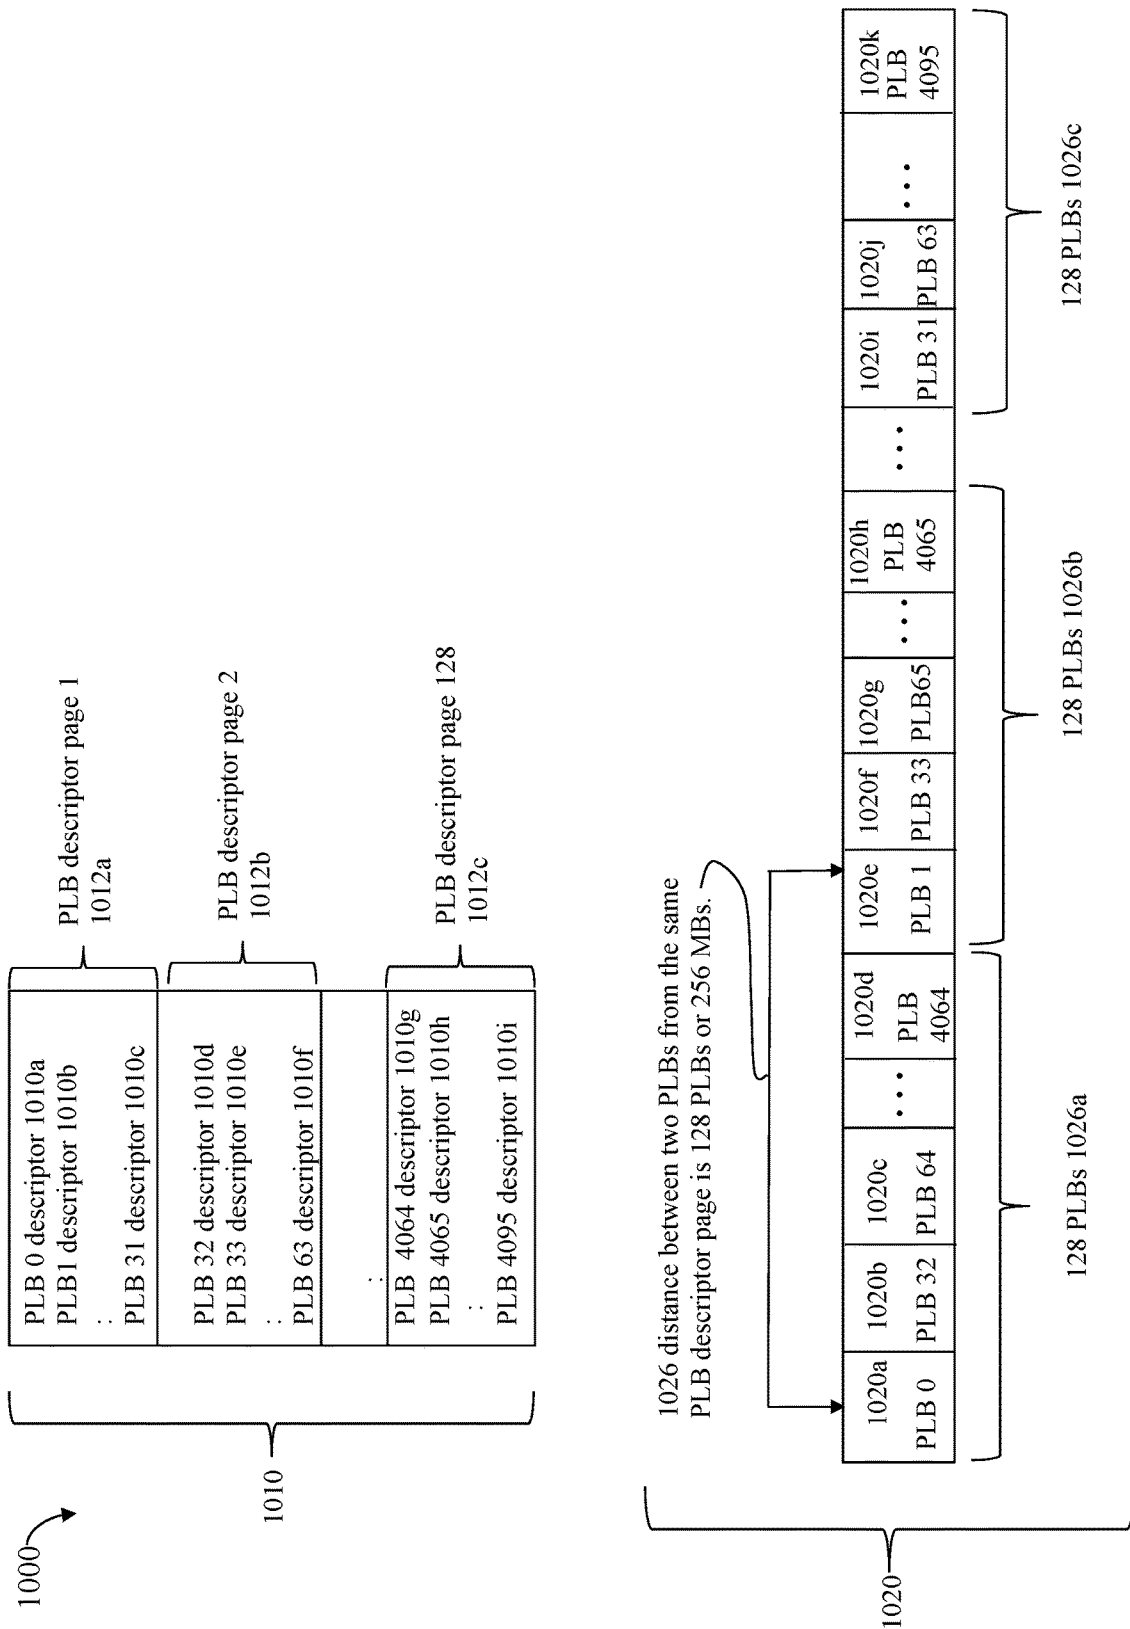 1000
1010
PLB 0 descriptor 1010a
PLB1 descriptor 1010b
:
PLB 31 descriptor 1010c
PLB 32 descriptor 1010d
PLB 33 descriptor 1010e
:
PLB 63 descriptor 1010f
:
PLB 4064 descriptor 1010g
PLB 4065 descriptor 1010h
:
PLB 4095 descriptor 1010i
PLB descriptor page 1
1012a
PLB descriptor page 2
1012b
PLB descriptor page 128
1012c
1020
1026 distance between two PLBs from the same
PLB descriptor page is 128 PLBs or 256 MBs.
1020a
PLB 0
1020b
PLB 32
1020c
PLB 64
...
1020d
PLB
4064
1020e
PLB 1
1020f
PLB 33
1020g
PLB65
...
1020h
PLB
4065
...
1020i
PLB 31
1020j
PLB 63
...
1020k
PLB
4095
128 PLBs 1026a
128 PLBs 1026b
128 PLBs 1026c